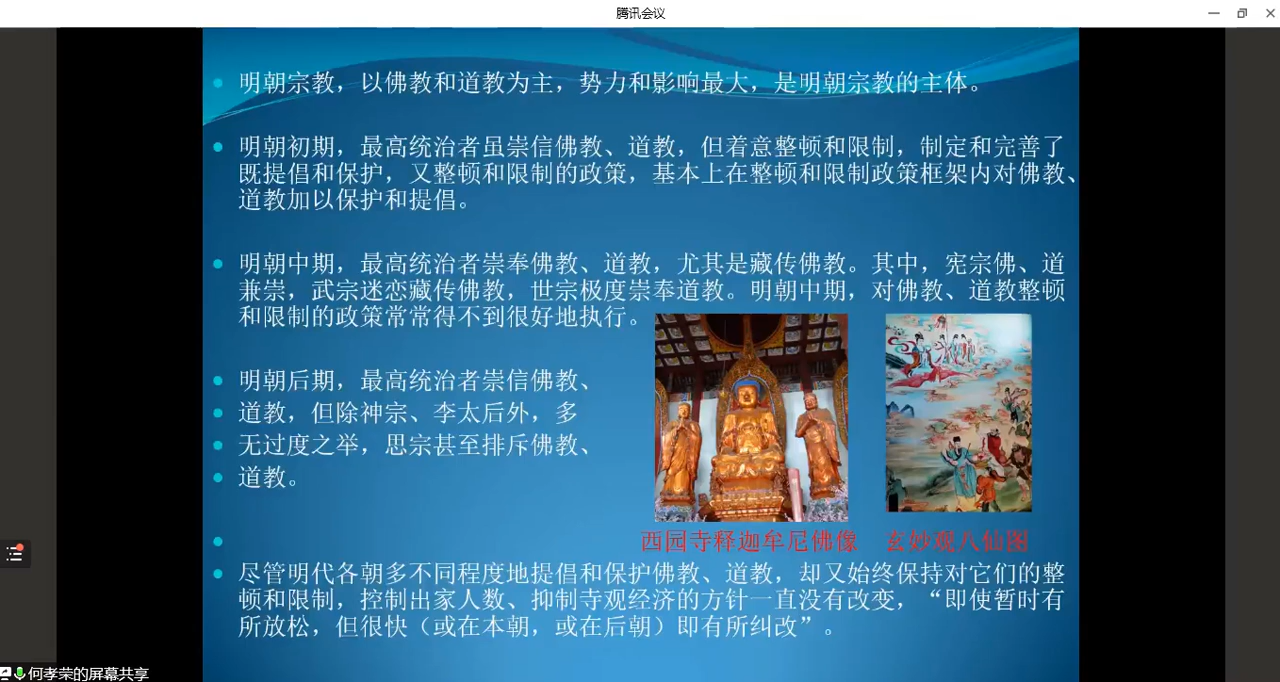 腾讯会议
明朝宗教，以佛教和道教为主，势力和影响最大，是明朝宗教的主体。
明朝初期，最高统治者虽崇信佛教、道教，但着意整顿和限制，制定和完善了
既提倡和保护，又整顿和限制的政策，基本上在整顿和限制政策框架内对佛教、
道教加以保护和提倡。
明朝中期，最高统治者崇奉佛教、道教，尤其是藏传佛教。其中，宪宗佛、道
兼崇，武宗迷恋藏传佛教，世宗极度崇奉道教。明朝中期，对佛教、道教整顿
和限制的政策常常得不到很好地执行。
明朝后期，最高统治者崇信佛教、
道教，但除神宗、李太后外，多
无过度之举，思宗甚至排斥佛教、
道教。
西园寺释迦牟尼佛像
玄妙观八仙图
尽管明代各朝多不同程度地提倡和保护佛教、道教，却又始终保持对它们的整
顿和限制，控制出家人数、抑制寺观经济的方针一直没有改变，“即使暂时有
所放松，但很快（或在本朝，或在后朝）即有所纠改”。
何孝荣的屏幕共享